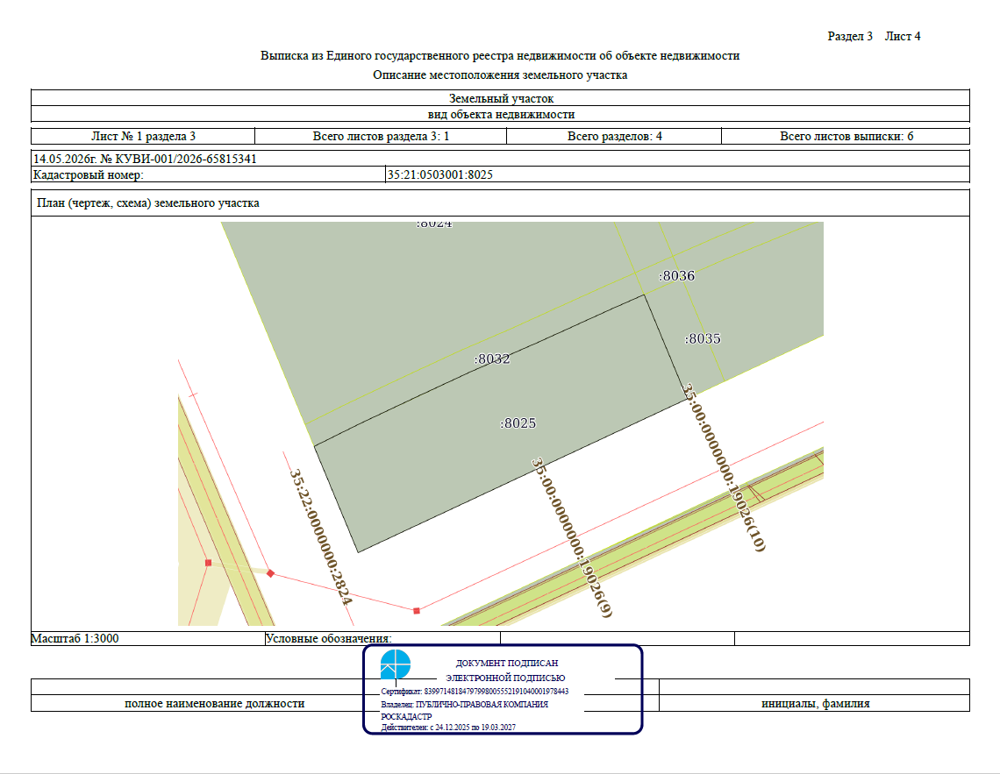 Раздел 3 Лист 4
Выписка из Единого государственного реестра недвижимости об объекте недвижимости
Описание местоположения земельного участка
Земельный участок
вид объекта недвижимости
Лист № 1 раздела 3 Всего листов раздела 3: 1 Всего разделов: 4 Всего листов выписки: 6
14.05.2026г. № КУВИ-001/2026-65815341
Кадастровый номер: 35:21:0503001:8025
План (чертеж, схема) земельного участка
:8024
:8036
:8035
:8032
:8025
35:00:0000000:19026(10)
35:00:0000000:19026(9)
35:22:0000000:2824
Масштаб 1:3000 Условные обозначения:
ДОКУМЕНТ ПОДПИСАН
ЭЛЕКТРОННОЙ ПОДПИСЬЮ
Сертификат: 83997148184797998005552191040001978443
Владелец: ПУБЛИЧНО-ПРАВОВАЯ КОМПАНИЯ
РОСКАДАСТР
Действителен: с 24.12.2025 по 19.03.2027
полное наименование должности инициалы, фамилия